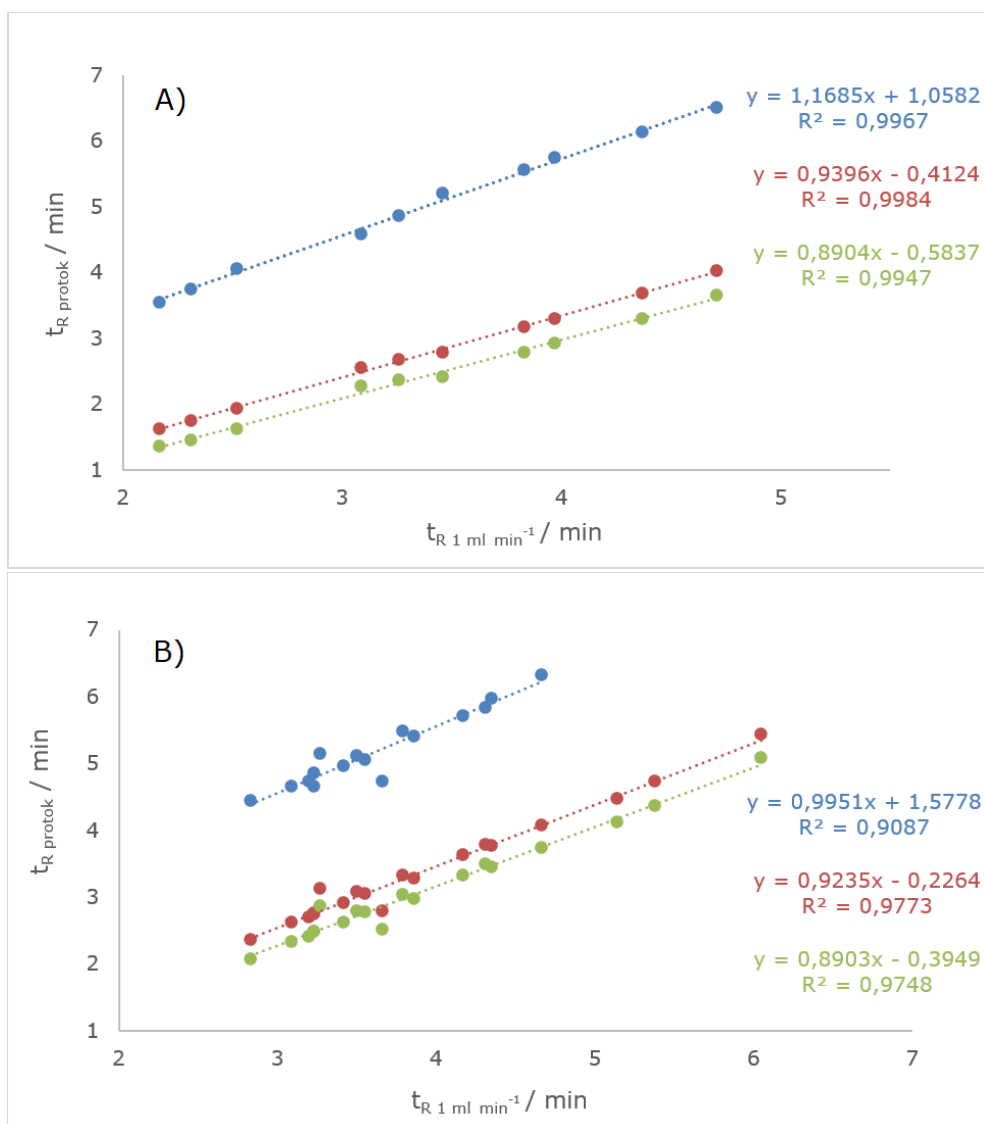 A)
7
6
5
4
3
2
1
t_R protok / min
2
3
4
5
t_R 1 ml min⁻¹ / min
y = 1,1685x + 1,0582
R² = 0,9967
y = 0,9396x - 0,4124
R² = 0,9984
y = 0,8904x - 0,5837
R² = 0,9947
B)
7
6
5
4
3
2
1
t_R protok / min
2
3
4
5
6
7
t_R 1 ml min⁻¹ / min
y = 0,9951x + 1,5778
R² = 0,9087
y = 0,9235x - 0,2264
R² = 0,9773
y = 0,8903x - 0,3949
R² = 0,9748